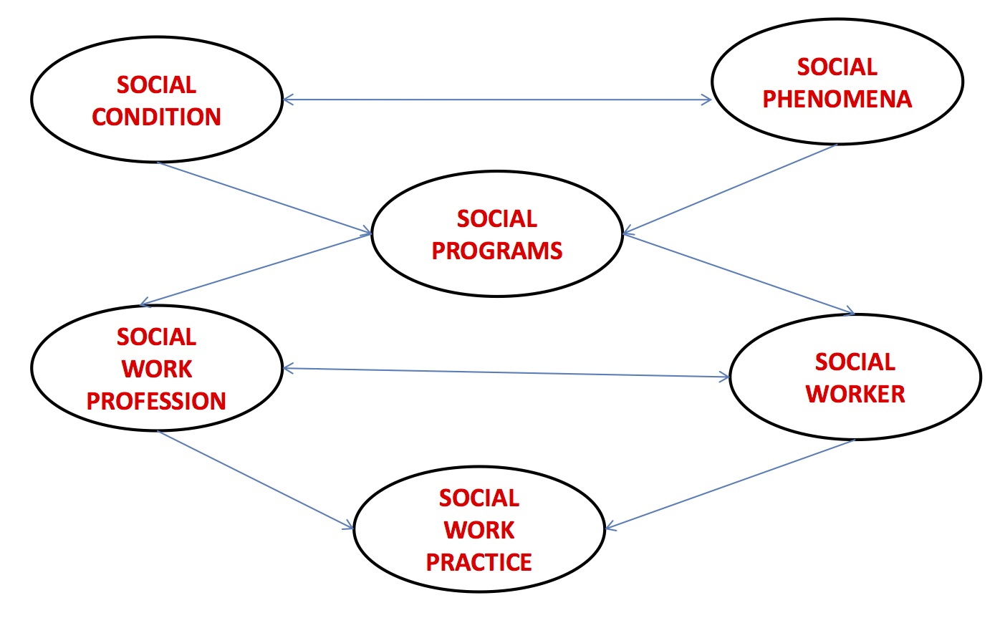 SOCIAL
CONDITION
SOCIAL
PHENOMENA
SOCIAL
PROGRAMS
SOCIAL
WORK
PROFESSION
SOCIAL
WORKER
SOCIAL
WORK
PRACTICE